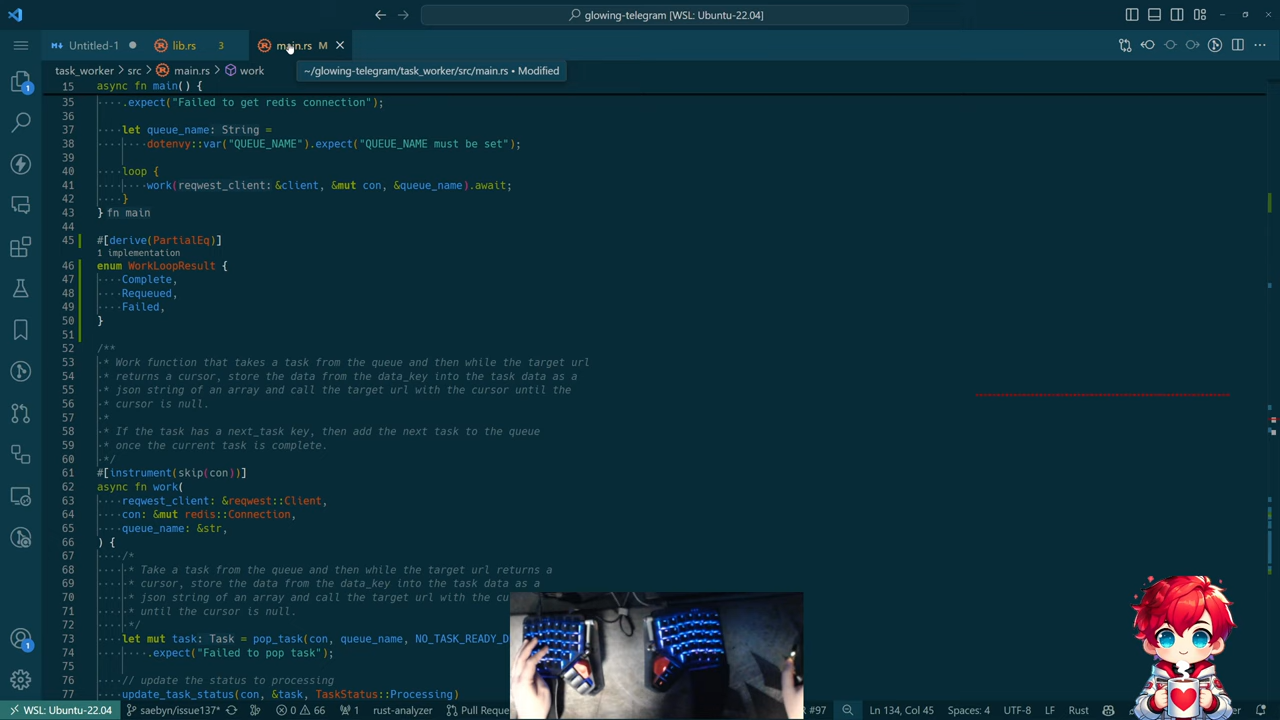 glowing-telegram [WSL: Ubuntu-22.04]
Untitled-1
lib.rs 3
main.rs M
task_worker > src > main.rs > work
~/glowing-telegram/task_worker/src/main.rs • Modified
15 async fn main() {
35 .expect("Failed to get redis connection");
36
37 let queue_name: String =
38 dotenvy::var("QUEUE_NAME").expect("QUEUE_NAME must be set");
39
40 loop {
41 work(reqwest_client: &client, &mut con, &queue_name).await;
42 }
43 } fn main
44
45 #[derive(PartialEq)]
1 implementation
46 enum WorkLoopResult {
47 Complete,
48 Requeued,
49 Failed,
50 }
51
52 /**
53 * Work function that takes a task from the queue and then while the target url
54 * returns a cursor, store the data from the data_key into the task data as a
55 * json string of an array and call the target url with the cursor until the
56 * cursor is null.
57 *
58 * If the task has a next_task key, then add the next task to the queue
59 * once the current task is complete.
60 */
61 #[instrument(skip(con))]
62 async fn work(
63 reqwest_client: &reqwest::Client,
64 con: &mut redis::Connection,
65 queue_name: &str,
66 ) {
67 /*
68 * Take a task from the queue and then while the target url returns a
69 * cursor, store the data from the data_key into the task data as a
70 * json string of an array and call the target url with the cu
71 * until the cursor is null.
72 */
73 let mut task: Task = pop_task(con, queue_name, NO_TASK_READY_D
74 .expect("Failed to pop task");
75
76 // update the status to processing
77 update_task_status(con, &task, TaskStatus::Processing)
1
1
WSL: Ubuntu-22.04 saebyn/issue137* 0 2 1 rust-analyzer Pull Req #97 Ln 134, Col 45 Spaces: 4 UTF-8 LF Rust